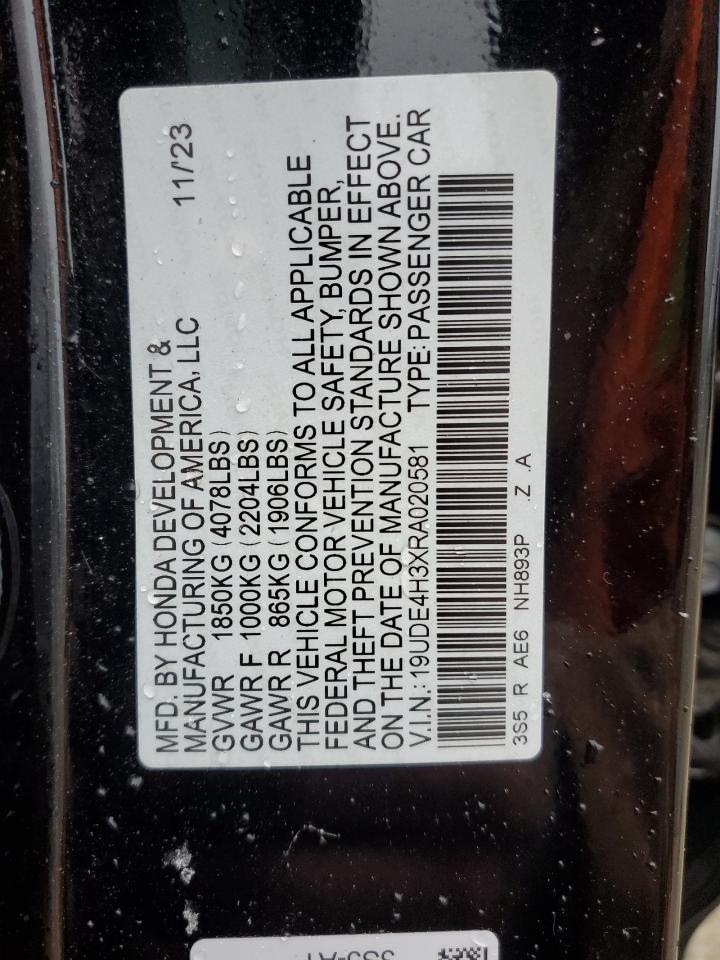 MFD. BY HONDA DEVELOPMENT &
MANUFACTURING OF AMERICA, LLC 11/'23
GVWR 1850KG (4078LBS)
GAWR F 1000KG (2204LBS)
GAWR R 865KG (1906LBS)
THIS VEHICLE CONFORMS TO ALL APPLICABLE
FEDERAL MOTOR VEHICLE SAFETY, BUMPER,
AND THEFT PREVENTION STANDARDS IN EFFECT
ON THE DATE OF MANUFACTURE SHOWN ABOVE.
V.I.N.: 19UDE4H3XRA020581 TYPE: PASSENGER CAR
3S5 R AE6 NH893P .Z .A